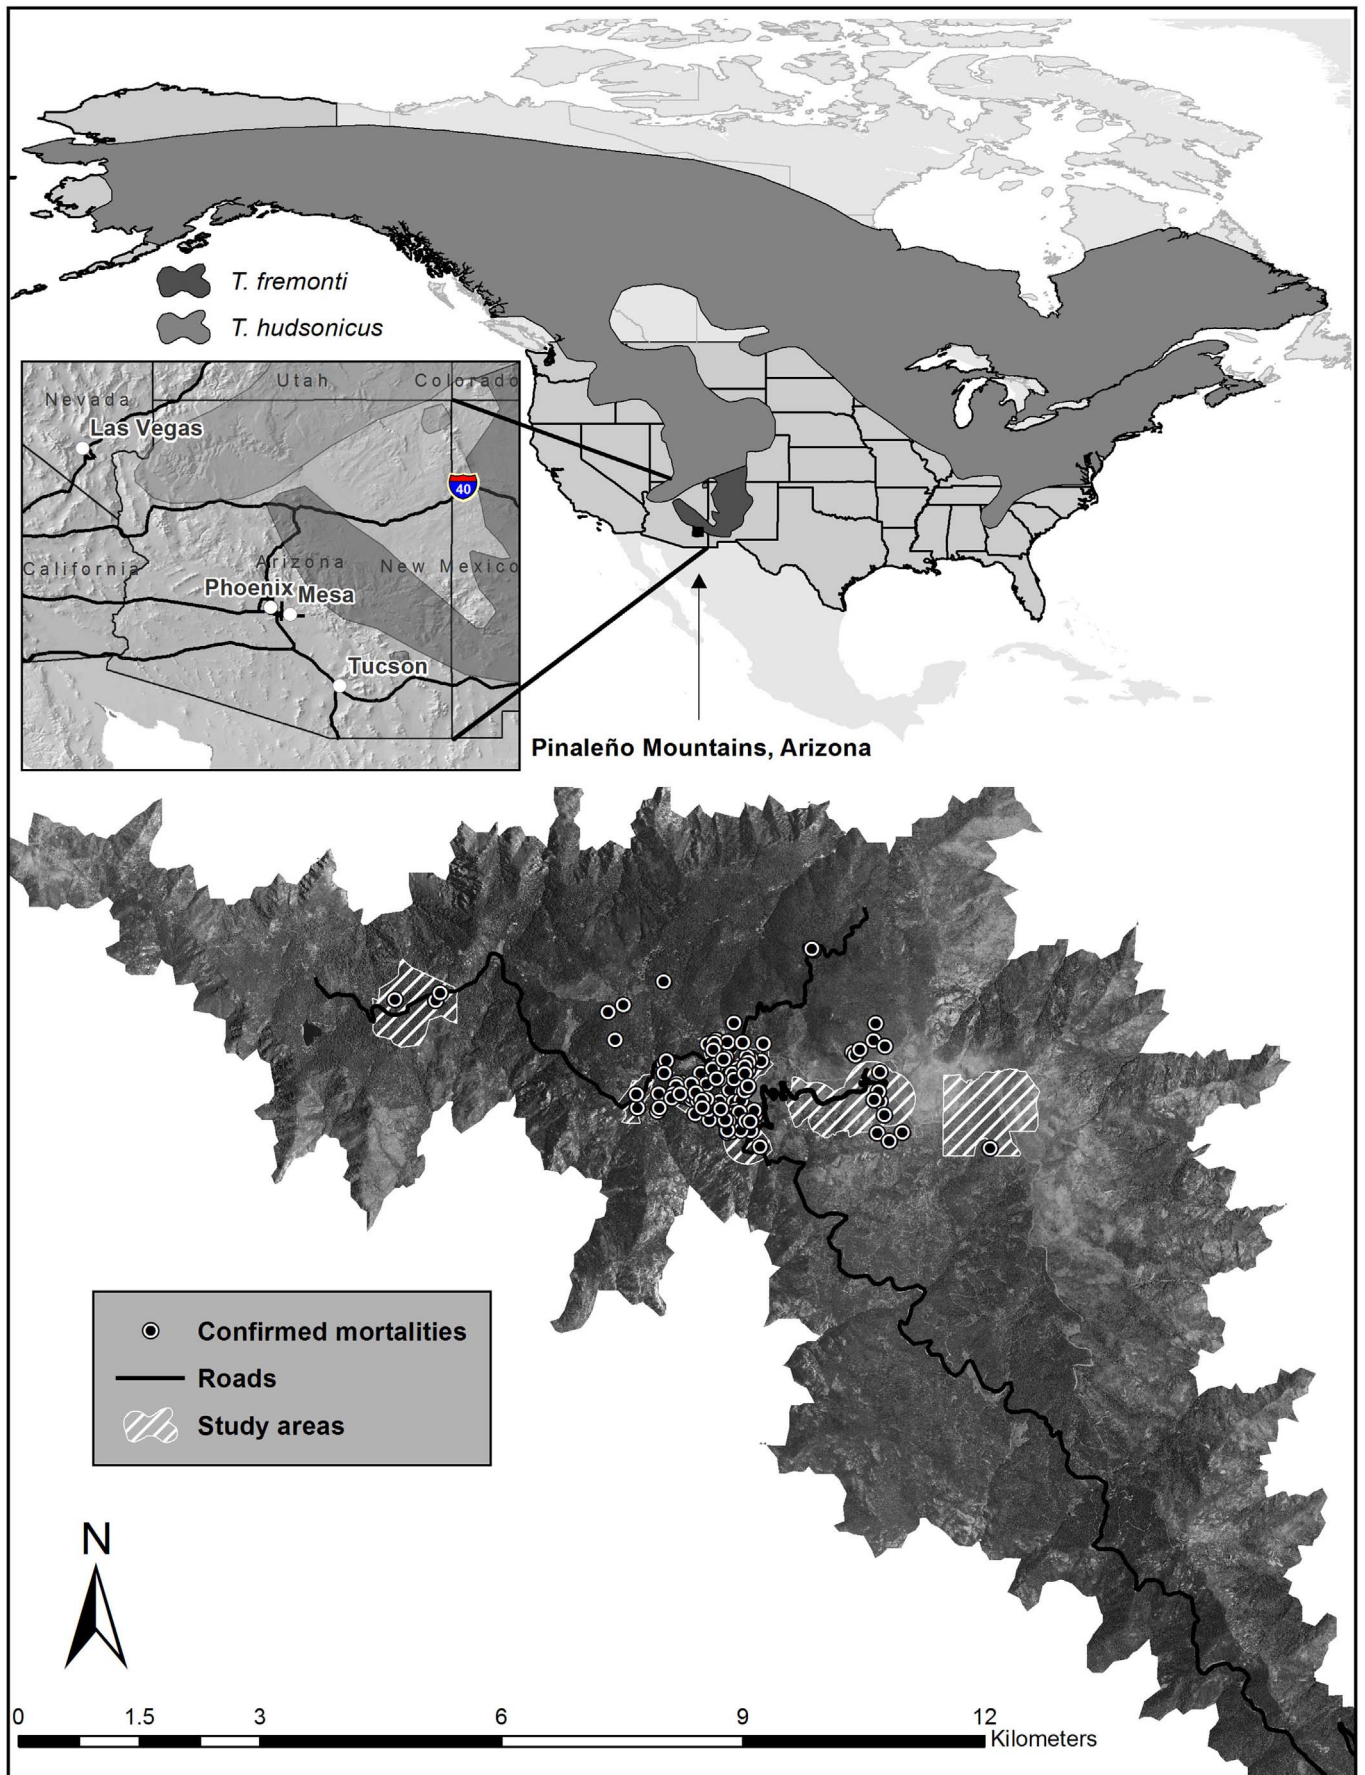 T. fremonti
T. hudsonicus
Utah
Colorado
Nevada
Las Vegas
40
Arizona
California
New Mexico
Phoenix
Mesa
Tucson
Pinaleño Mountains, Arizona
Confirmed mortalities
Roads
Study areas
N
0 1.5 3 6 9 12
Kilometers